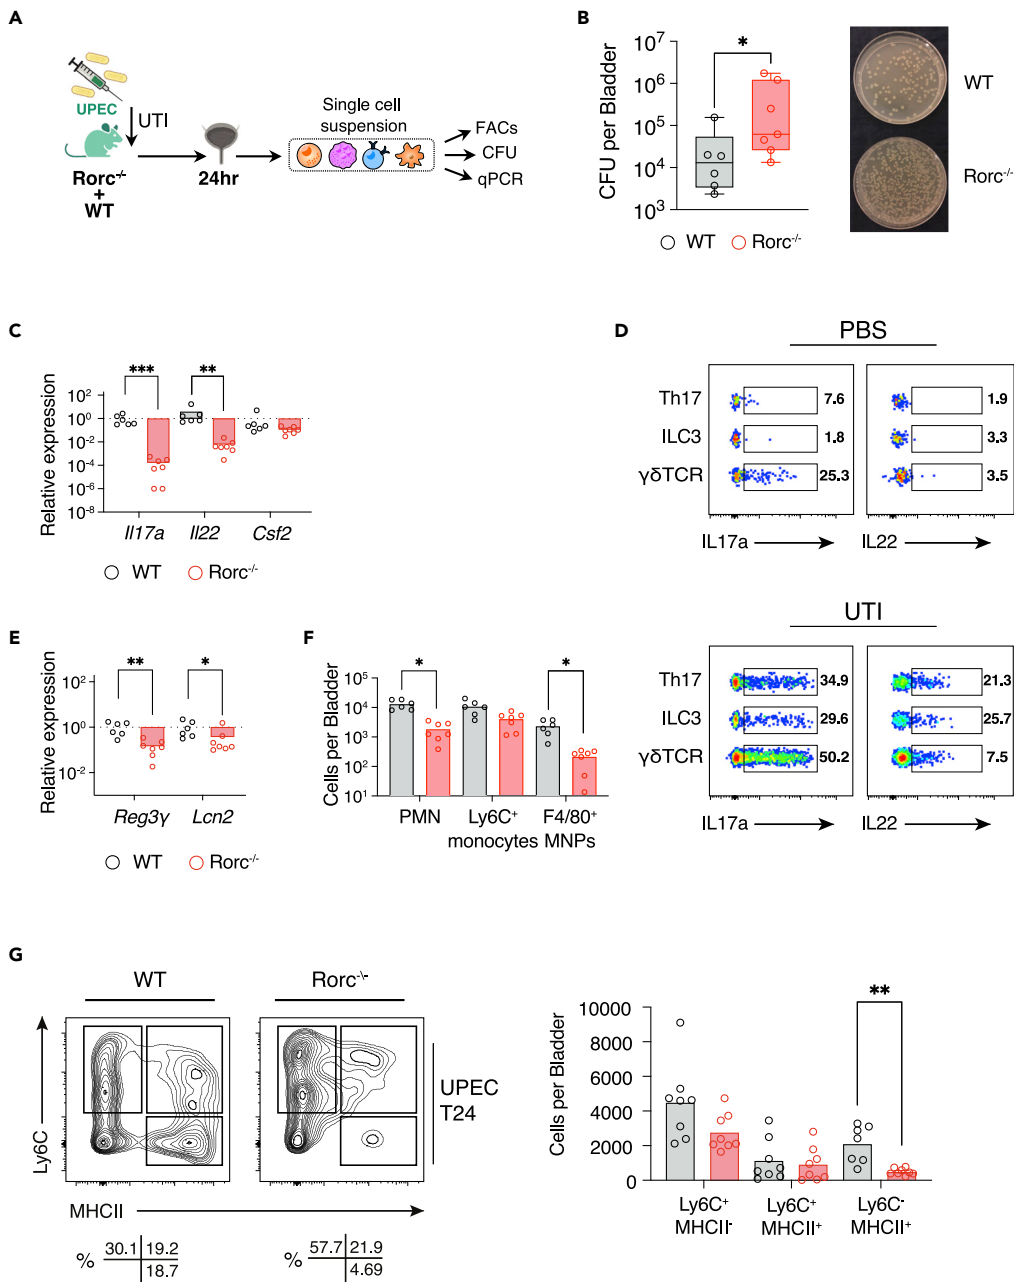 A
UPEC
UTI
Rorc-/-
+
WT
24hr
Single cell
suspension
FACs
CFU
qPCR
B
CFU per Bladder
10^7
10^6
10^5
10^4
10^3
*
WT Rorc-/-
WT
Rorc-/-
C
Relative expression
10^2
10^0
10^-2
10^-4
10^-6
10^-8
*** **
Il17a Il22 Csf2
WT Rorc-/-
D
PBS
Th17 7.6 1.9
ILC3 1.8 3.3
γδTCR 25.3 3.5
IL17a IL22
UTI
Th17 34.9 21.3
ILC3 29.6 25.7
γδTCR 50.2 7.5
IL17a IL22
E
Relative expression
10^2
10^0
10^-2
** *
Reg3γ Lcn2
WT Rorc-/-
F
Cells per Bladder
10^5
10^4
10^3
10^2
10^1
* *
PMN Ly6C+ F4/80+
monocytes MNPs
G
WT Rorc-\-
Ly6C
MHCII
UPEC
T24
% 30.1 19.2
18.7
% 57.7 21.9
4.69
Cells per Bladder
10000
8000
6000
4000
2000
0
**
Ly6C+ Ly6C+ Ly6C-
MHCII- MHCII+ MHCII+